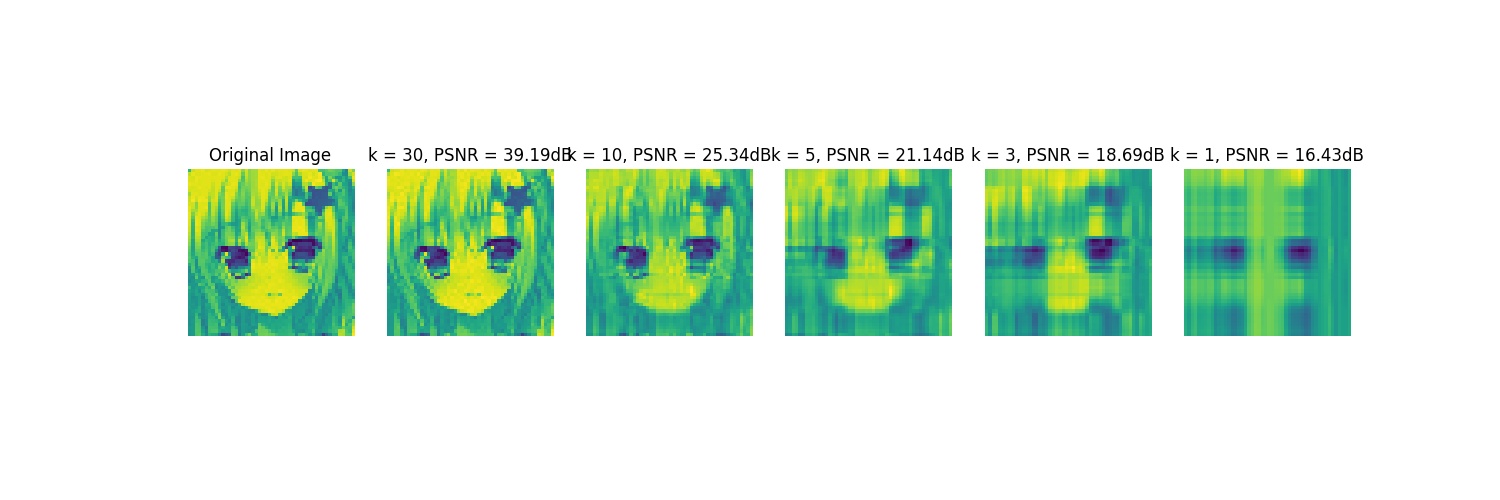 Original Image
k = 30, PSNR = 39.19dB
k = 10, PSNR = 25.34dB
k = 5, PSNR = 21.14dB
k = 3, PSNR = 18.69dB
k = 1, PSNR = 16.43dB